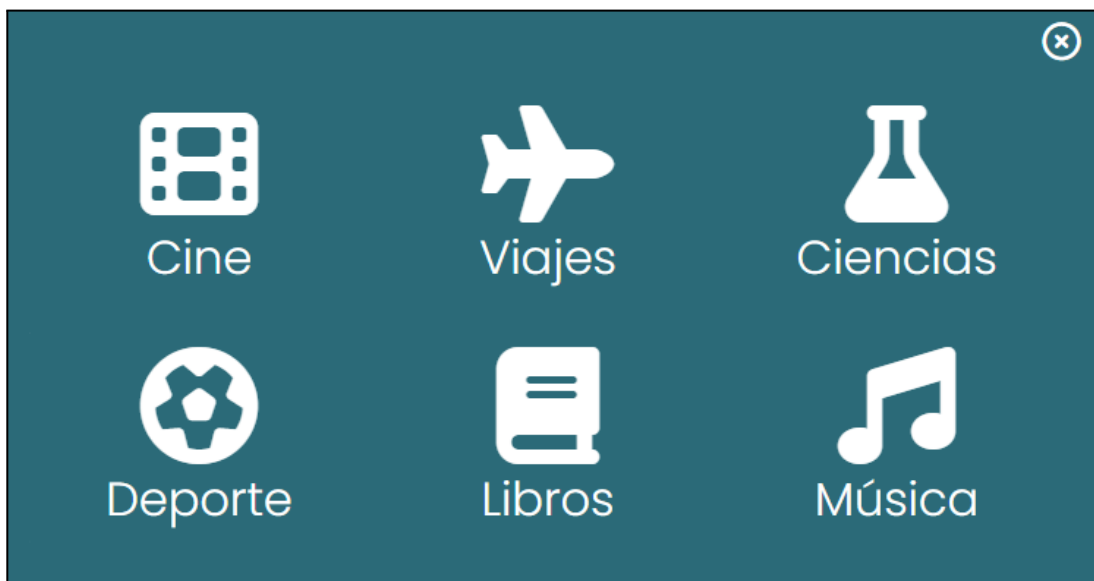 Cine
Viajes
Ciencias
Deporte
Libros
Música